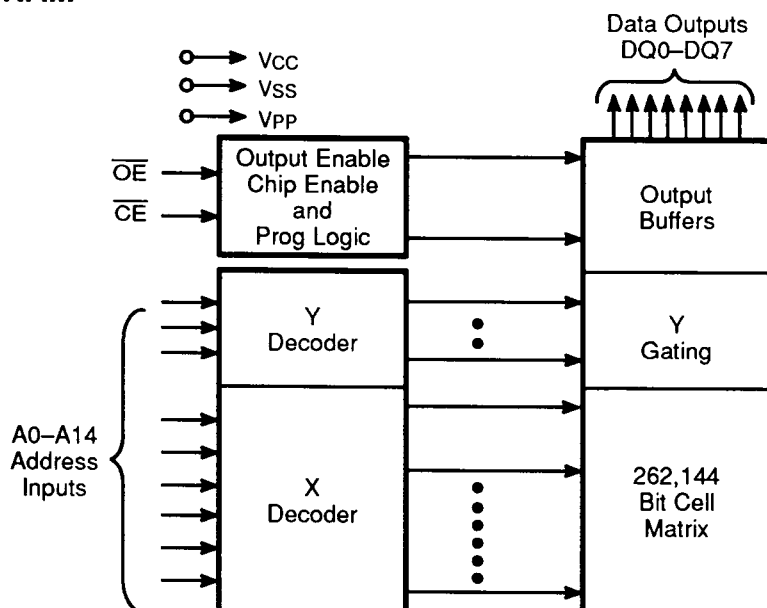 Data Outputs
DQ0–DQ7
VCC
VSS
VPP
OE
CE
Output Enable
Chip Enable
and
Prog Logic
Output
Buffers
Y
Decoder
Y
Gating
A0–A14
Address
Inputs
X
Decoder
262,144
Bit Cell
Matrix